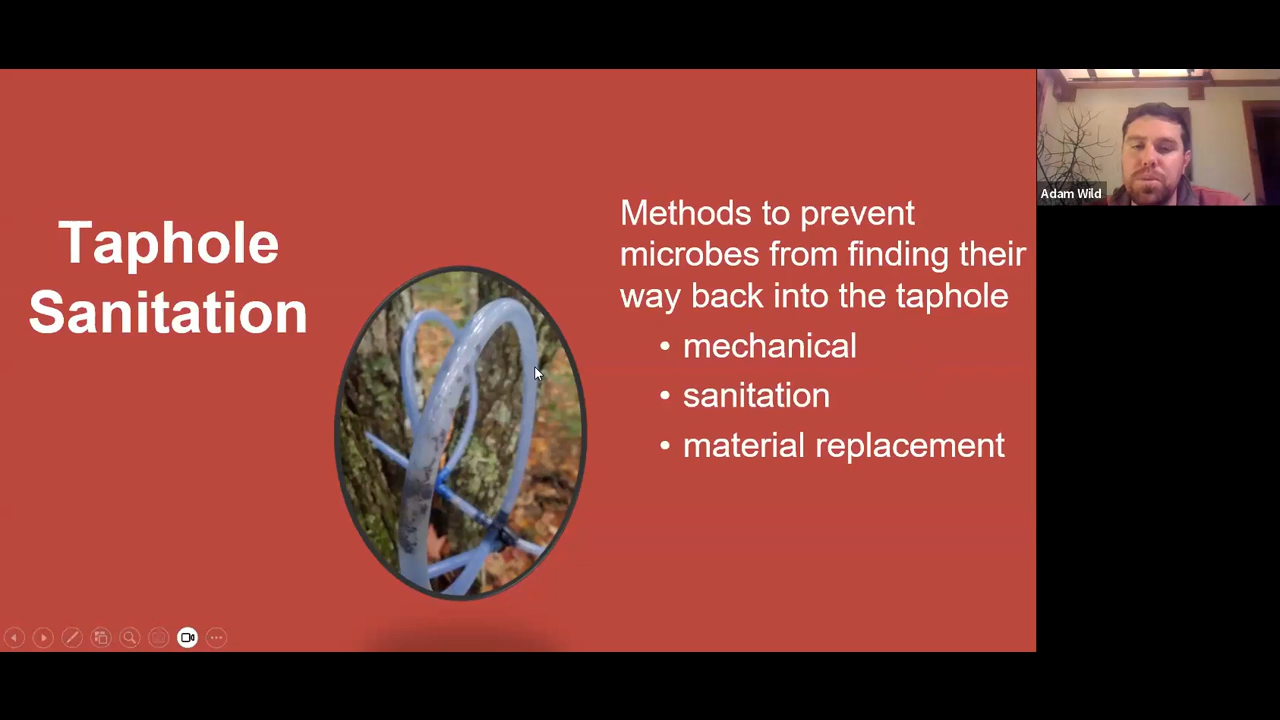 Taphole
Sanitation
Methods to prevent
microbes from finding their
way back into the taphole
• mechanical
• sanitation
• material replacement
Adam Wild